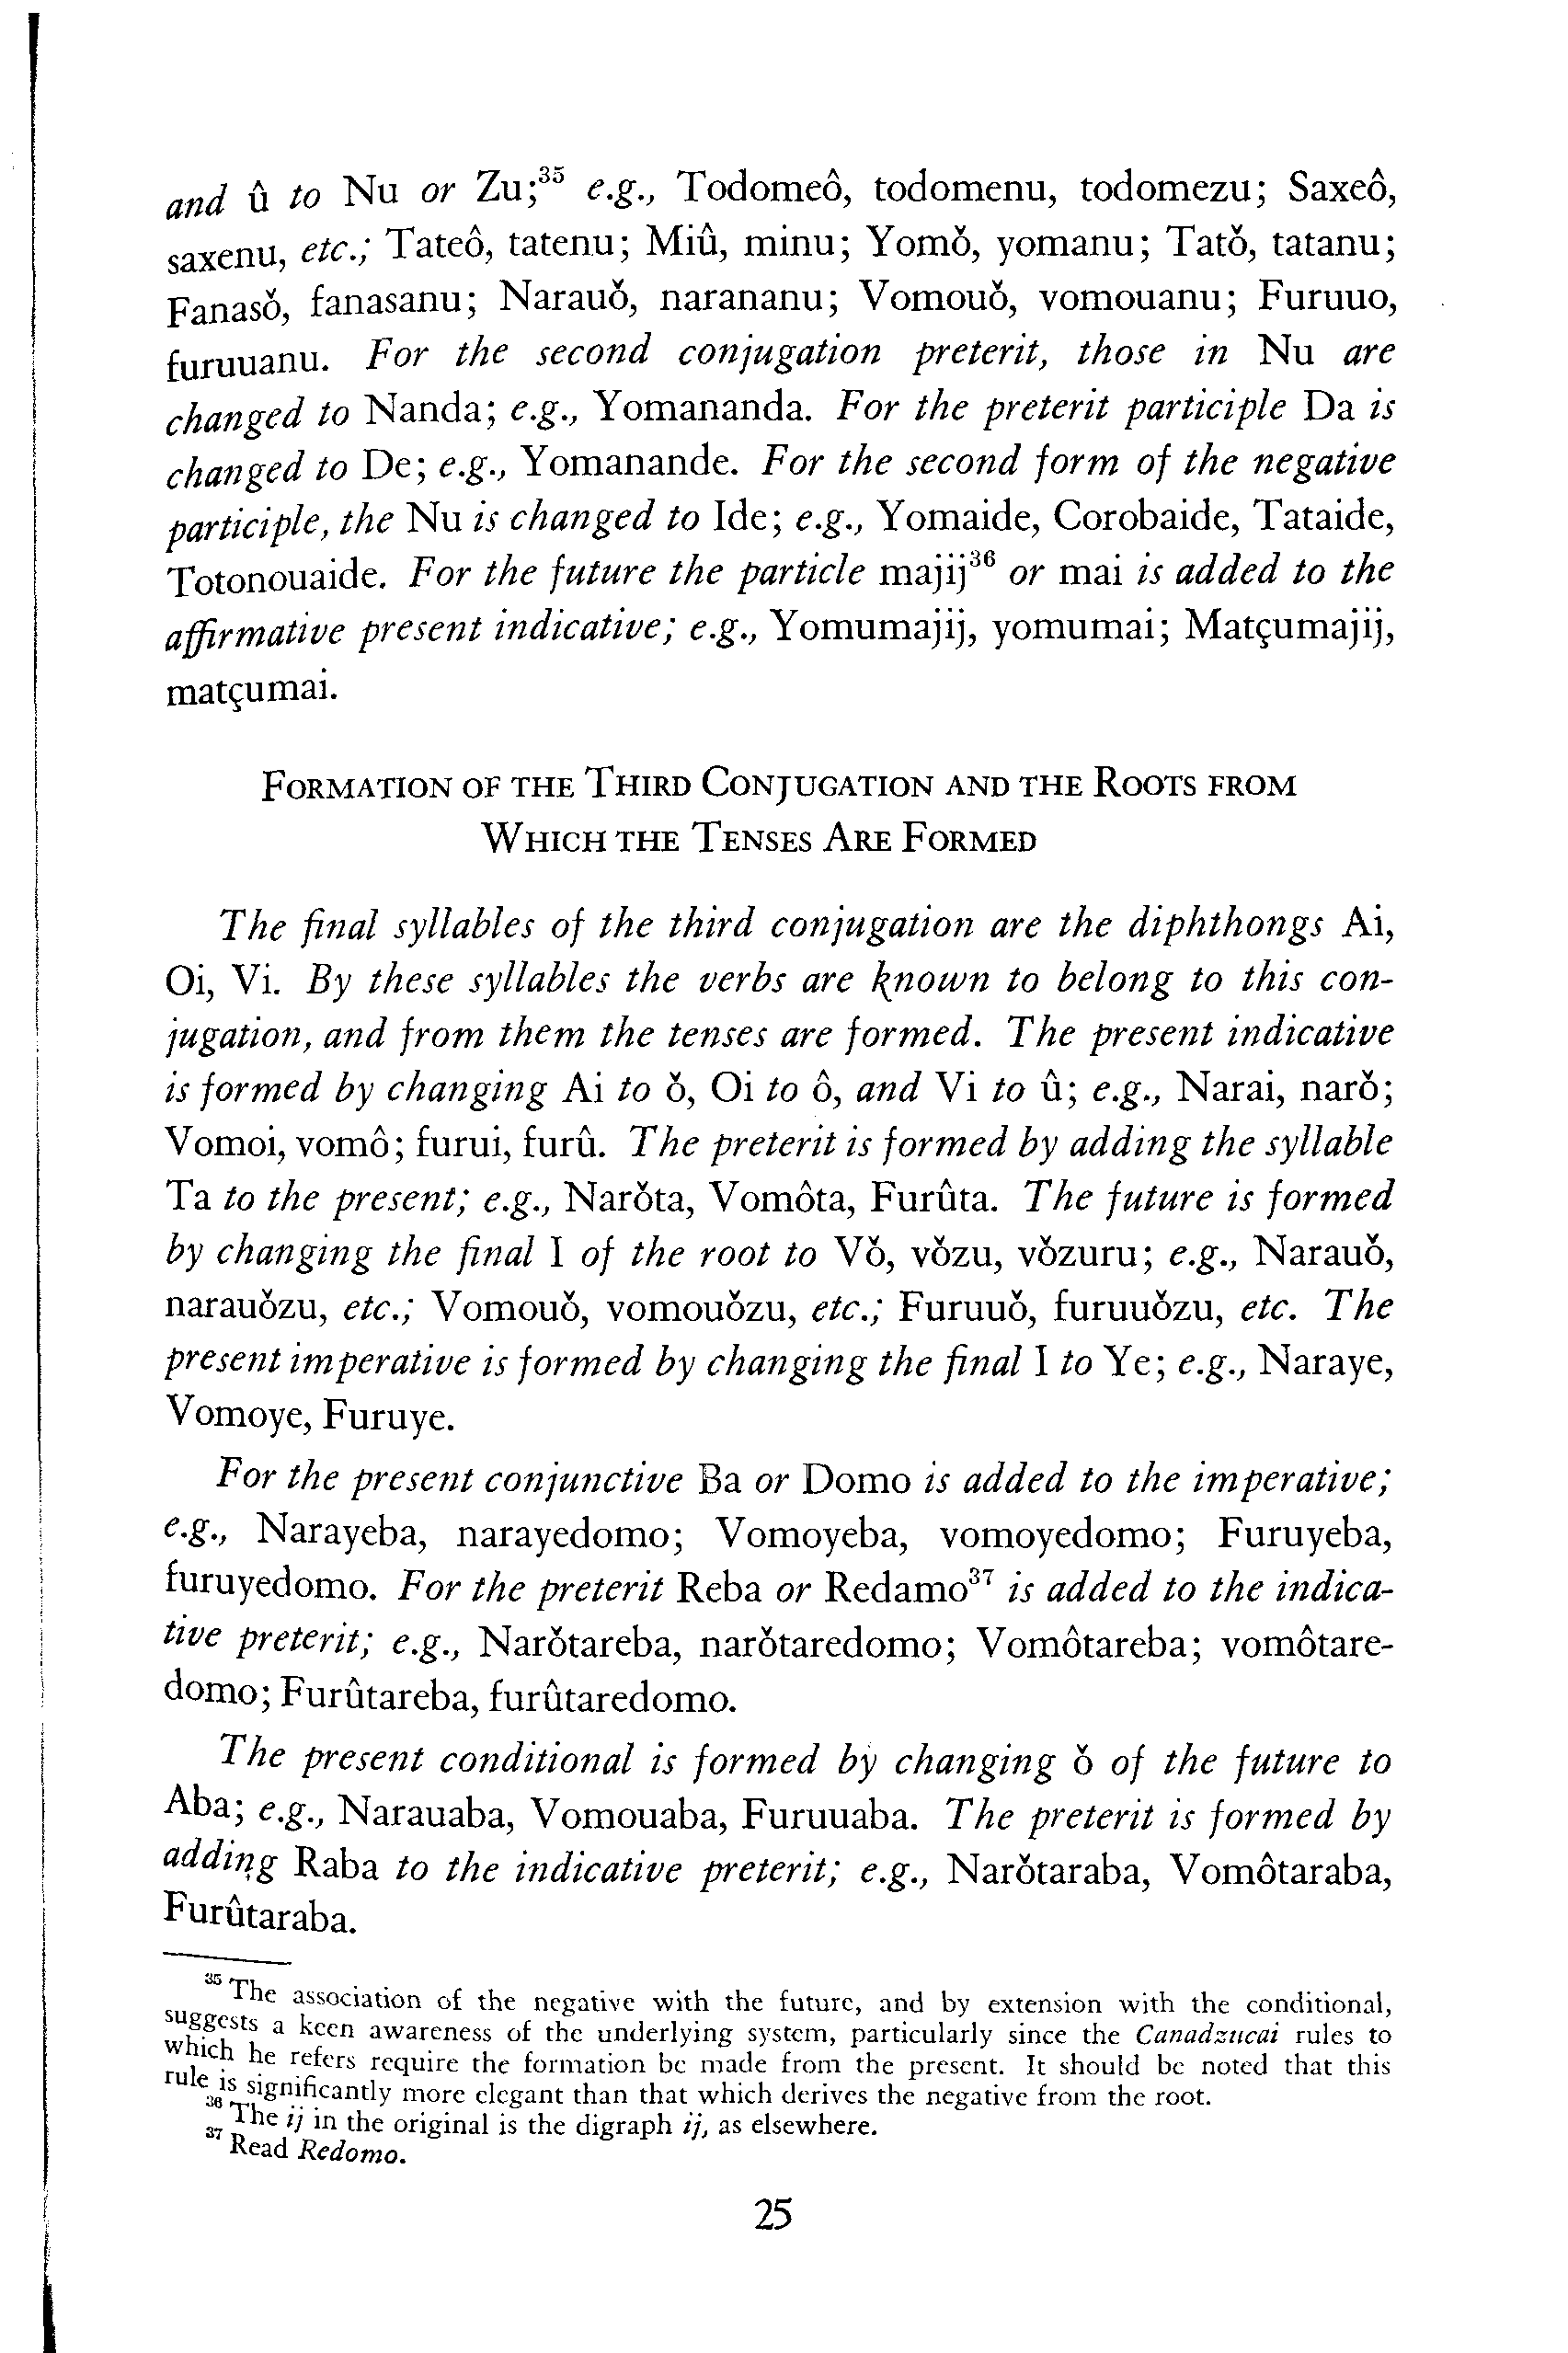 and û to Nu or Zu;³⁵ e.g., Todomeô, todomenu, todomezu; Saxeô,
saxenu, etc.; Tateô, tatenu; Miû, minu; Yomǒ, yomanu; Tatǒ, tatanu;
Fanasǒ, fanasanu; Narauǒ, narananu; Vomouǒ, vomouanu; Furuuo,
furuuanu. For the second conjugation preterit, those in Nu are
changed to Nanda; e.g., Yomananda. For the preterit participle Da is
changed to De; e.g., Yomanande. For the second form of the negative
participle, the Nu is changed to Ide; e.g., Yomaide, Corobaide, Tataide,
Totonouaide. For the future the particle majij³⁶ or mai is added to the
affirmative present indicative; e.g., Yomumajij, yomumai; Matçumajij,
matçumai.
FORMATION OF THE THIRD CONJUGATION AND THE ROOTS FROM
WHICH THE TENSES ARE FORMED
The final syllables of the third conjugation are the diphthongs Ai,
Oi, Vi. By these syllables the verbs are known to belong to this con-
jugation, and from them the tenses are formed. The present indicative
is formed by changing Ai to ǒ, Oi to ô, and Vi to û; e.g., Narai, narǒ;
Vomoi, vomô; furui, furû. The preterit is formed by adding the syllable
Ta to the present; e.g., Narǒta, Vomôta, Furûta. The future is formed
by changing the final I of the root to Vǒ, vǒzu, vǒzuru; e.g., Narauǒ,
narauǒzu, etc.; Vomouǒ, vomouǒzu, etc.; Furuuǒ, furuuǒzu, etc. The
present imperative is formed by changing the final I to Ye; e.g., Naraye,
Vomoye, Furuye.
For the present conjunctive Ba or Domo is added to the imperative;
e.g., Narayeba, narayedomo; Vomoyeba, vomoyedomo; Furuyeba,
furuyedomo. For the preterit Reba or Redamo³⁷ is added to the indica-
tive preterit; e.g., Narǒtareba, narǒtaredomo; Vomôtareba; vomôtare-
domo; Furûtareba, furûtaredomo.
The present conditional is formed by changing ǒ of the future to
Aba; e.g., Narauaba, Vomouaba, Furuuaba. The preterit is formed by
adding Raba to the indicative preterit; e.g., Narǒtaraba, Vomôtaraba,
Furûtaraba.
³⁵ The association of the negative with the future, and by extension with the conditional,
suggests a keen awareness of the underlying system, particularly since the Canadzucai rules to
which he refers require the formation be made from the present. It should be noted that this
rule is significantly more elegant than that which derives the negative from the root.
³⁶ The ij in the original is the digraph ij, as elsewhere.
³⁷ Read Redomo.
25